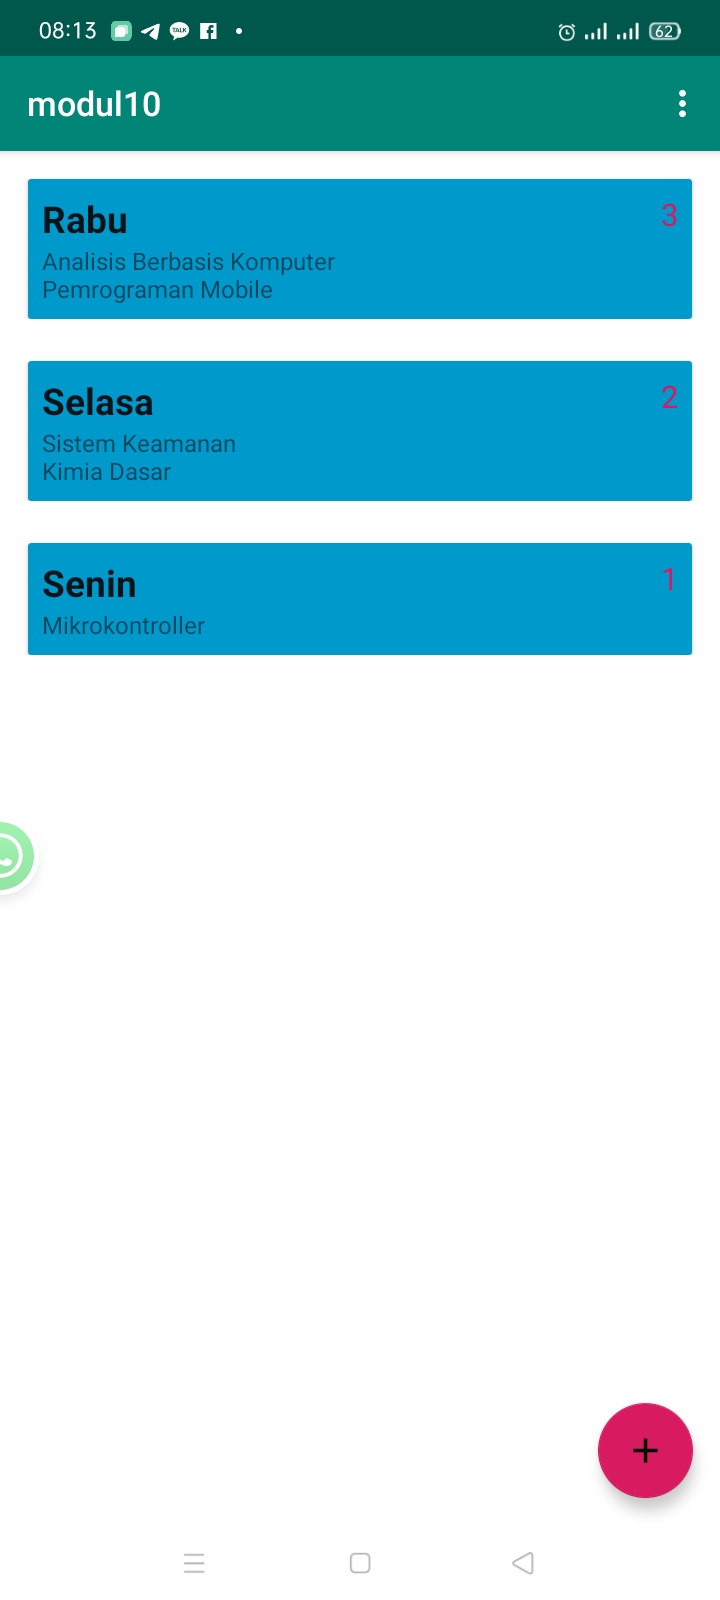 08:13
TALK
62
modul10
Rabu
3
Analisis Berbasis Komputer
Pemrograman Mobile
Selasa
2
Sistem Keamanan
Kimia Dasar
Senin
1
Mikrokontroller